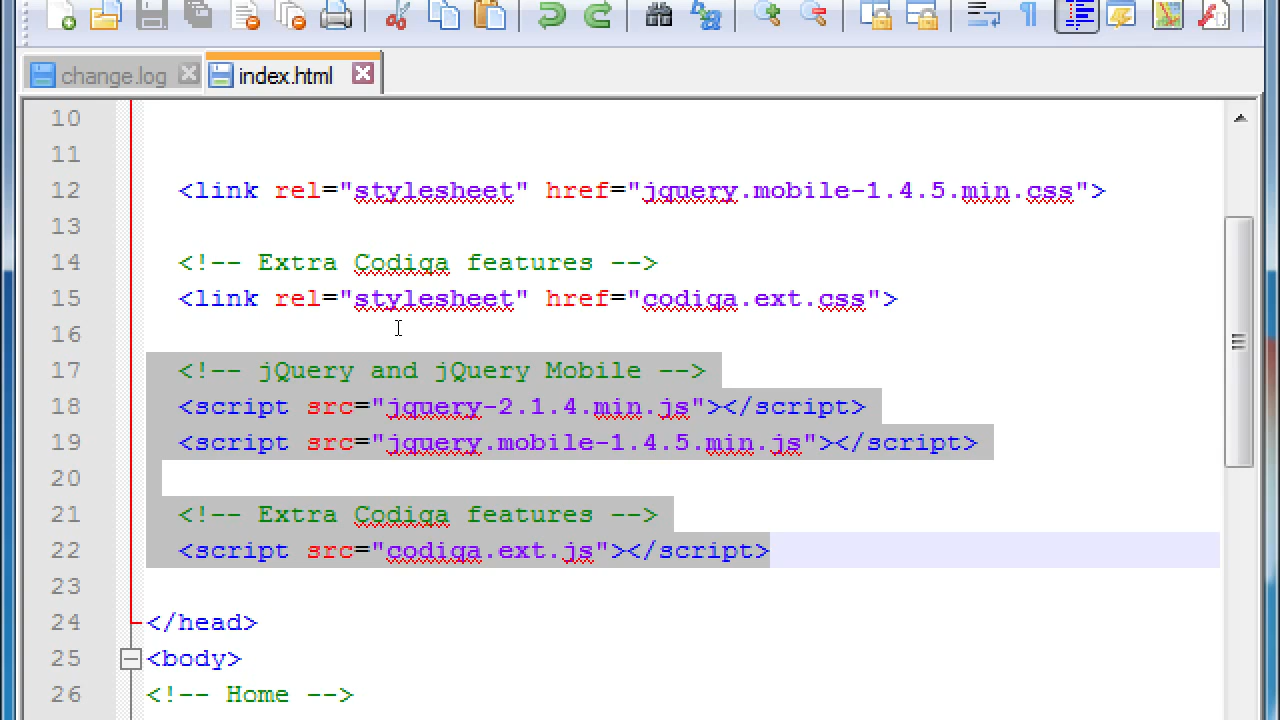 change.log index.html
10
11
12 <link rel="stylesheet" href="jquery.mobile-1.4.5.min.css">
13
14 <!-- Extra Codiqa features -->
15 <link rel="stylesheet" href="codiqa.ext.css">
16
17 <!-- jQuery and jQuery Mobile -->
18 <script src="jquery-2.1.4.min.js"></script>
19 <script src="jquery.mobile-1.4.5.min.js"></script>
20
21 <!-- Extra Codiqa features -->
22 <script src="codiqa.ext.js"></script>
23
24 </head>
25 <body>
26 <!-- Home -->